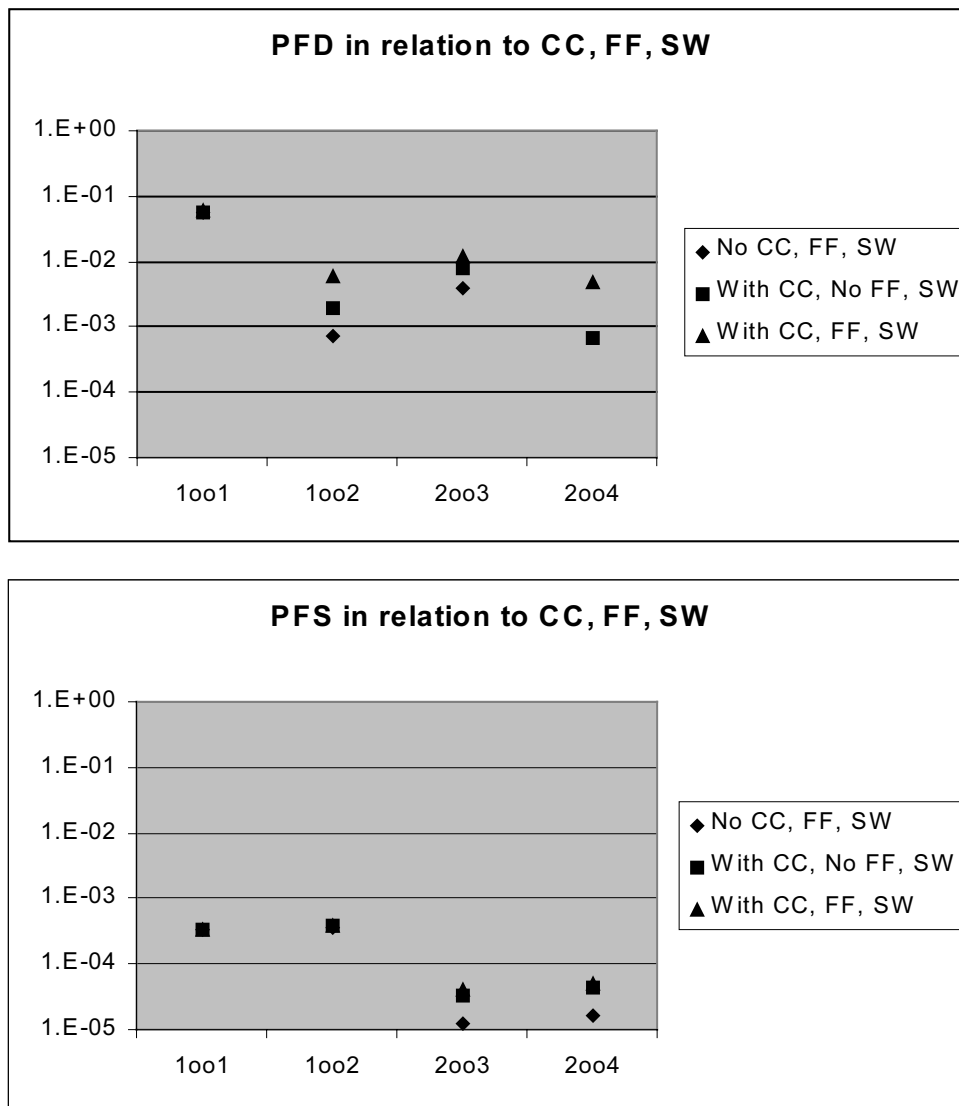 PFD in relation to CC, FF, SW
1.E+00
1.E-01
1.E-02
1.E-03
1.E-04
1.E-05
1oo1 1oo2 2oo3 2oo4
No CC, FF, SW
With CC, No FF, SW
With CC, FF, SW
PFS in relation to CC, FF, SW
1.E+00
1.E-01
1.E-02
1.E-03
1.E-04
1.E-05
1oo1 1oo2 2oo3 2oo4
No CC, FF, SW
With CC, No FF, SW
With CC, FF, SW